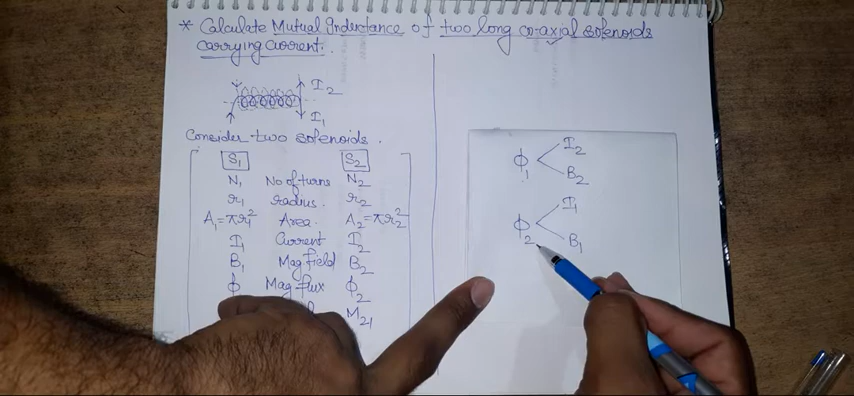 * Calculate Mutual Inductance of two long co-axial solenoids
carrying current.
I₂
I₁
Consider two solenoids.
S₁ S₂
N₁ No of turns N₂
r₁ radius. r₂
A₁ = πr₁² Area. A₂ = πr₂²
I₁ Current I₂
B₁ Mag field B₂
ϕ Mag flux ϕ₂
M₂₁
ϕ₁ I₂
B₂
ϕ₂ I₁
B₁